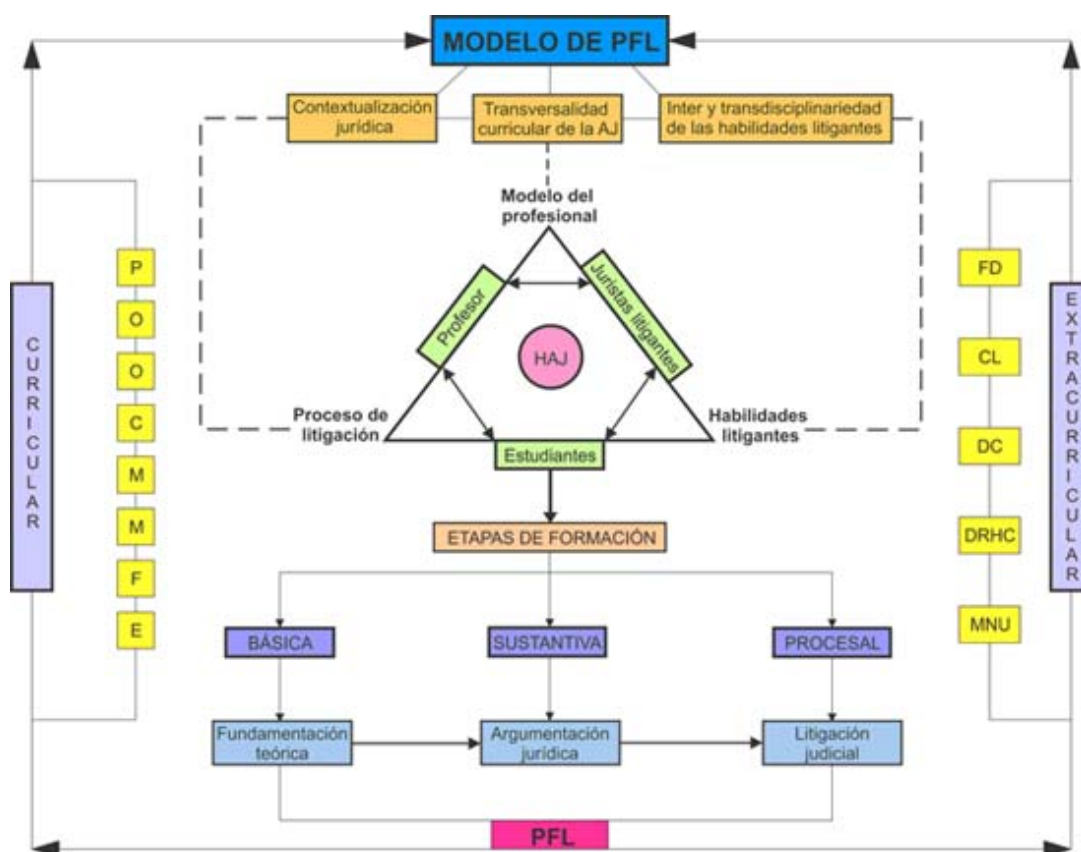 MODELO DE PFL
Contextualización
jurídica
Transversalidad
curricular de la AJ
Inter y transdisciplinariedad
de las habilidades litigantes
Modelo del
profesional
Profesor
Juristas litigantes
HAJ
Proceso de
litigación
Habilidades
litigantes
Estudiantes
CURRICULAR
P
O
O
C
M
M
F
E
FD
CL
DC
DRHC
MNU
EXTRACURRICULAR
ETAPAS DE FORMACIÓN
BÁSICA
SUSTANTIVA
PROCESAL
Fundamentación
teórica
Argumentación
jurídica
Litigación
judicial
PFL